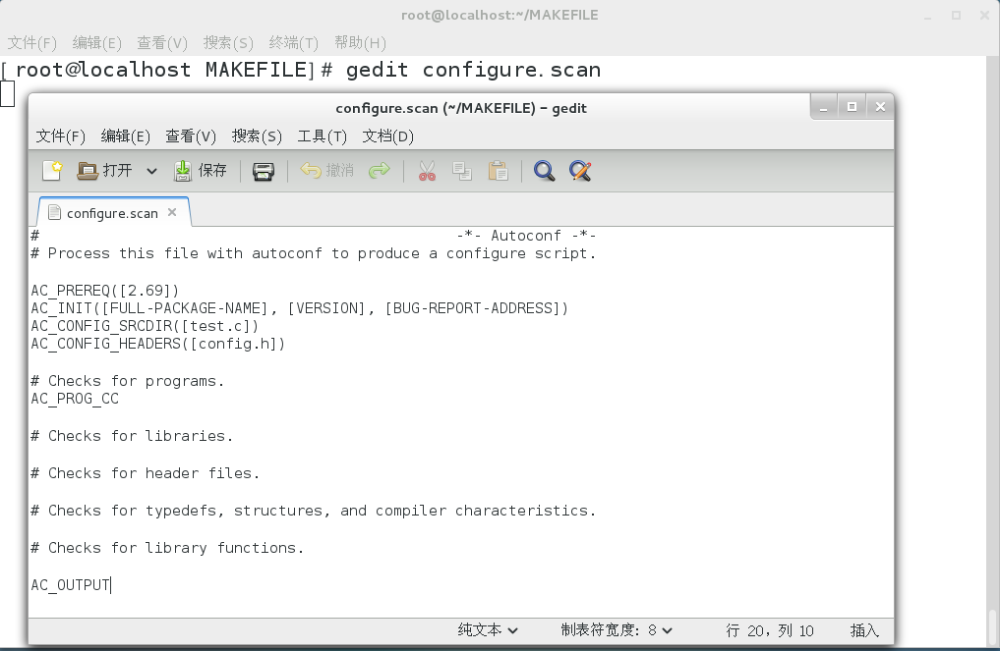 root@localhost:~/MAKEFILE
文件(F) 编辑(E) 查看(V) 搜索(S) 终端(T) 帮助(H)
[root@localhost MAKEFILE]# gedit configure.scan
configure.scan (~/MAKEFILE) - gedit
文件(F) 编辑(E) 查看(V) 搜索(S) 工具(T) 文档(D)
打开 保存 撤消
configure.scan
# -*- Autoconf -*-
# Process this file with autoconf to produce a configure script.
AC_PREREQ([2.69])
AC_INIT([FULL-PACKAGE-NAME], [VERSION], [BUG-REPORT-ADDRESS])
AC_CONFIG_SRCDIR([test.c])
AC_CONFIG_HEADERS([config.h])
# Checks for programs.
AC_PROG_CC
# Checks for libraries.
# Checks for header files.
# Checks for typedefs, structures, and compiler characteristics.
# Checks for library functions.
AC_OUTPUT
纯文本 制表符宽度: 8 行 20, 列 10 插入